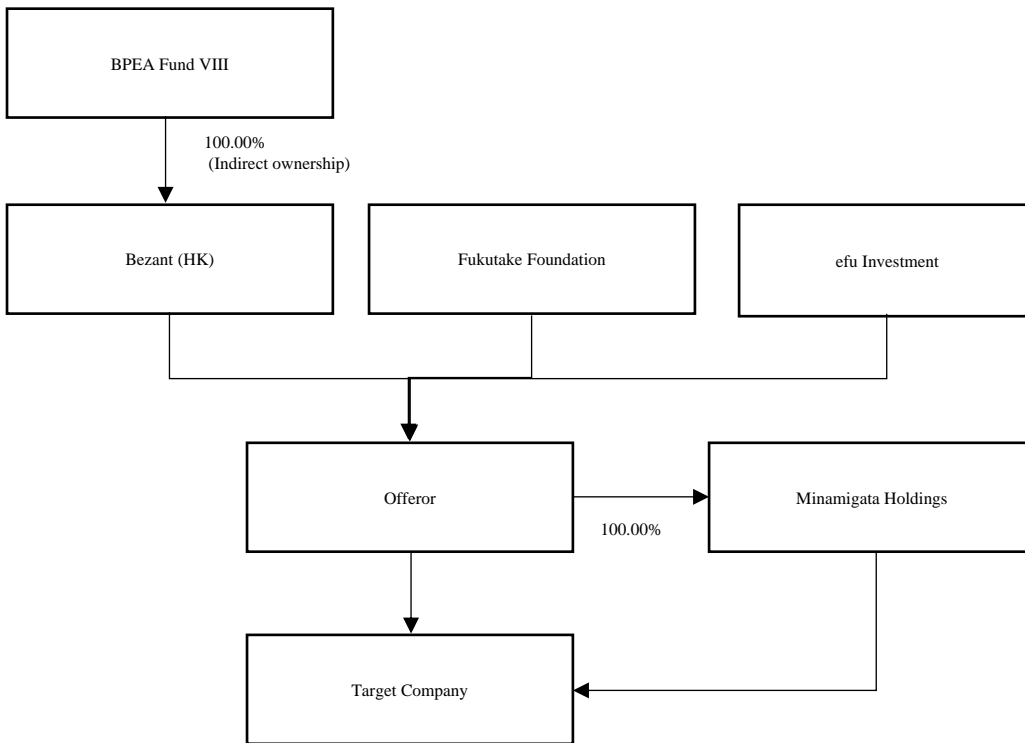 BPEA Fund VIII
100.00%
(Indirect ownership)
Bezant (HK)
Fukutake Foundation
efu Investment
Offeror
Minamigata Holdings
100.00%
Target Company